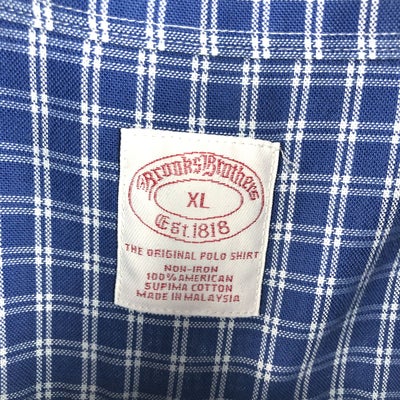 Brooks Brothers
XL
Est. 1818
THE ORIGINAL POLO SHIRT
NON-IRON
100% AMERICAN
SUPIMA COTTON
MADE IN MALAYSIA